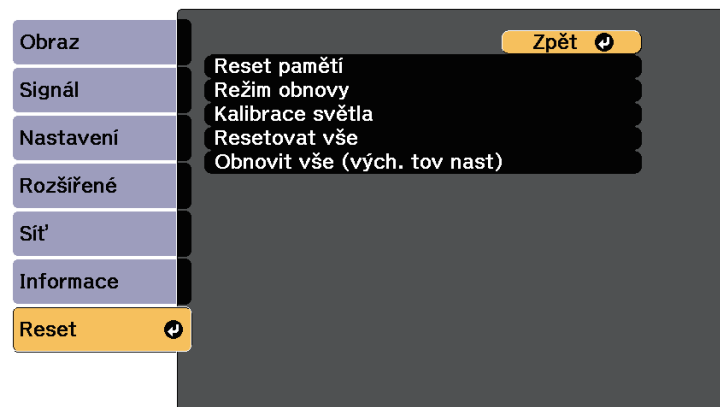 Obraz
Signál
Nastavení
Rozšířené
Síť
Informace
Reset
Zpět
Reset pamětí
Režim obnovy
Kalibrace světla
Resetovat vše
Obnovit vše (vých. tov nast)